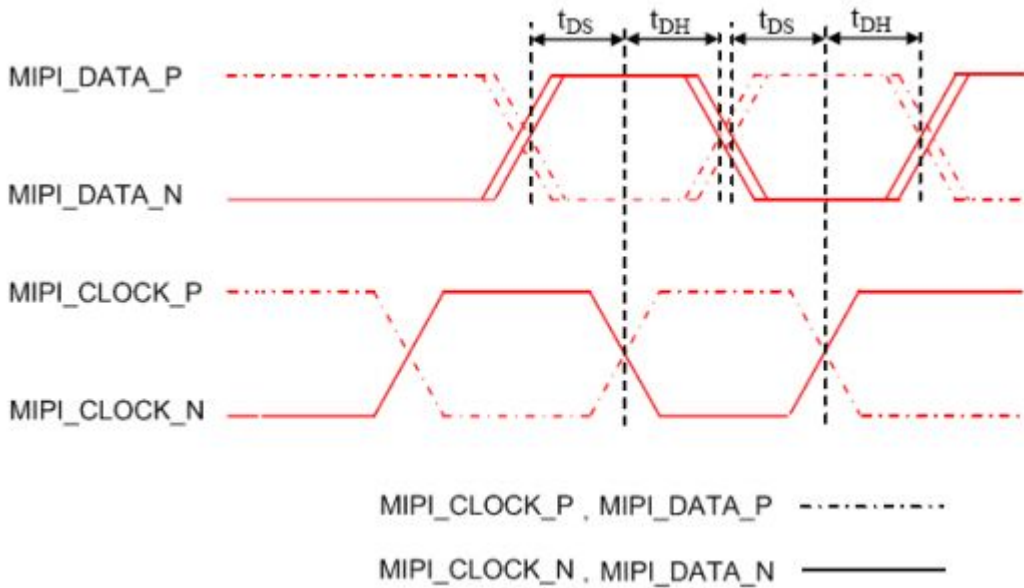 tDS tDH tDS tDH
MIPI_DATA_P
MIPI_DATA_N
MIPI_CLOCK_P
MIPI_CLOCK_N
MIPI_CLOCK_P , MIPI_DATA_P
MIPI_CLOCK_N , MIPI_DATA_N